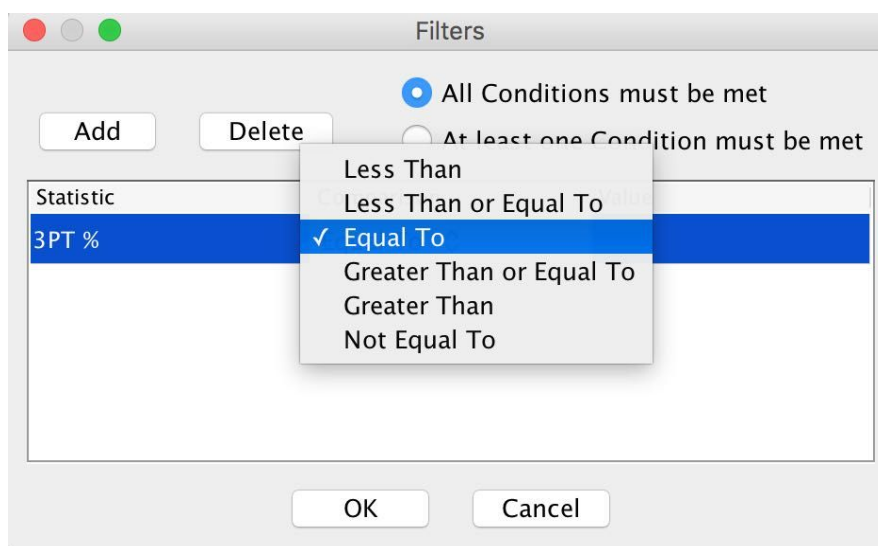 Filters
All Conditions must be met
Add Delete
At least one Condition must be met
Statistic Value
3PT %
Less Than
Less Than or Equal To
✓ Equal To
Greater Than or Equal To
Greater Than
Not Equal To
OK Cancel